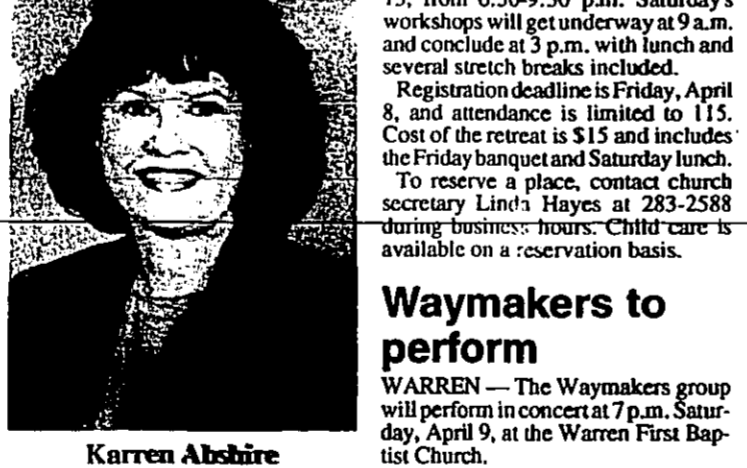 Karren Abshire
15, from 6:30-9:30 p.m. Saturday's
workshops will get underway at 9 a.m.
and conclude at 3 p.m. with lunch and
several stretch breaks included.
Registration deadline is Friday, April
8, and attendance is limited to 115.
Cost of the retreat is $15 and includes
the Friday banquet and Saturday lunch.
To reserve a place, contact church
secretary Linda Hayes at 283-2588
during business hours. Child care is
available on a reservation basis.
Waymakers to
perform
WARREN — The Waymakers group
will perform in concert at 7 p.m. Satur-
day, April 9, at the Warren First Bap-
tist Church.